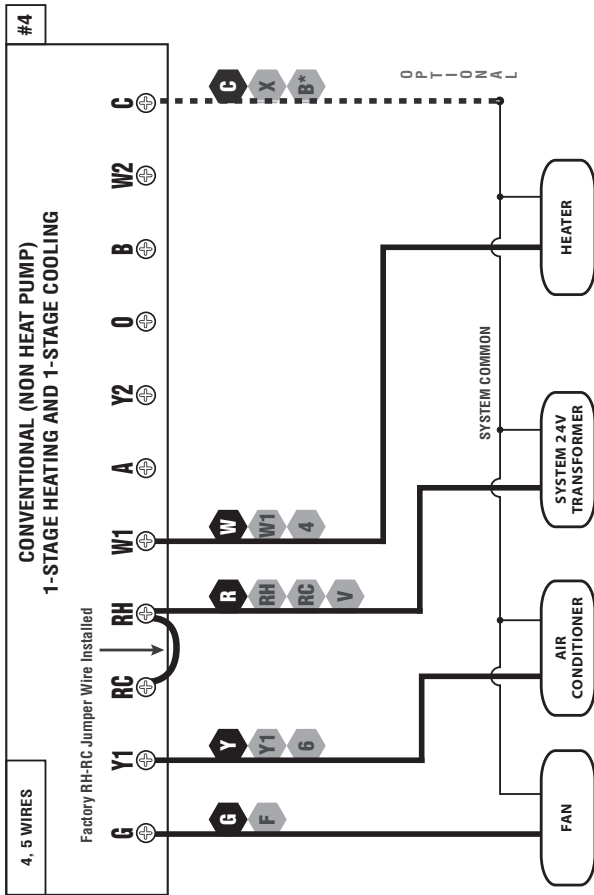 4, 5 WIRES
#4
CONVENTIONAL (NON HEAT PUMP)
1-STAGE HEATING AND 1-STAGE COOLING
Factory RH-RC Jumper Wire Installed
G Y1 RC RH W1 A Y2 O B W2 C
G Y R W C
F Y1 RH W1 X
6 RC 4 B*
V
OPTIONAL
SYSTEM COMMON
FAN
AIR
CONDITIONER
SYSTEM 24V
TRANSFORMER
HEATER